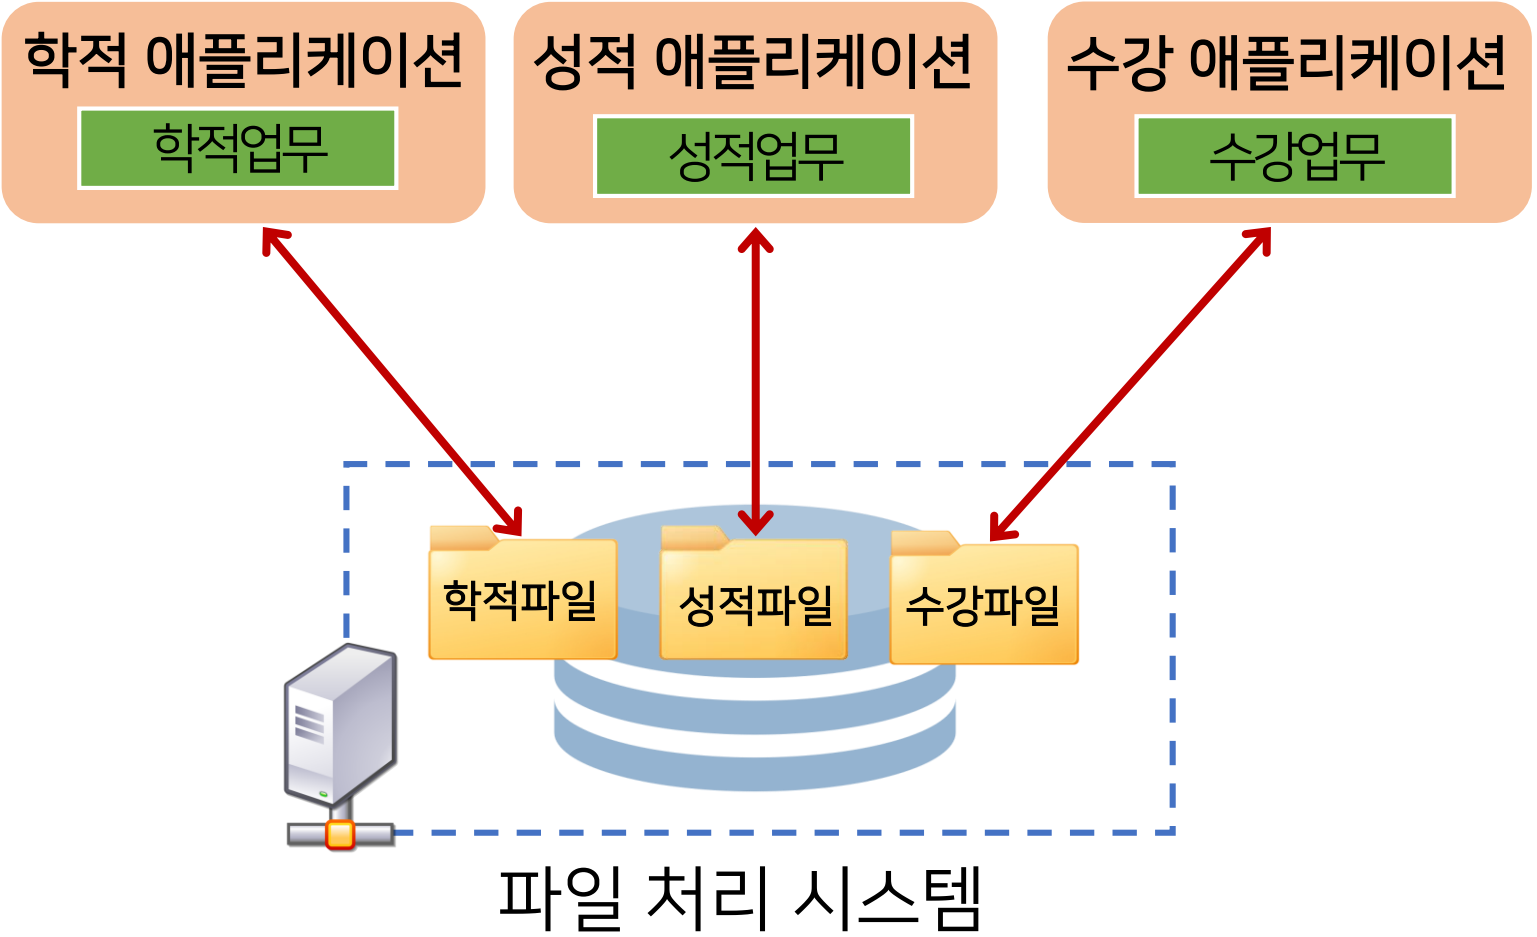 학적 애플리케이션
학적업무
성적 애플리케이션
성적업무
수강 애플리케이션
수강업무
학적파일
성적파일
수강파일
파일 처리 시스템